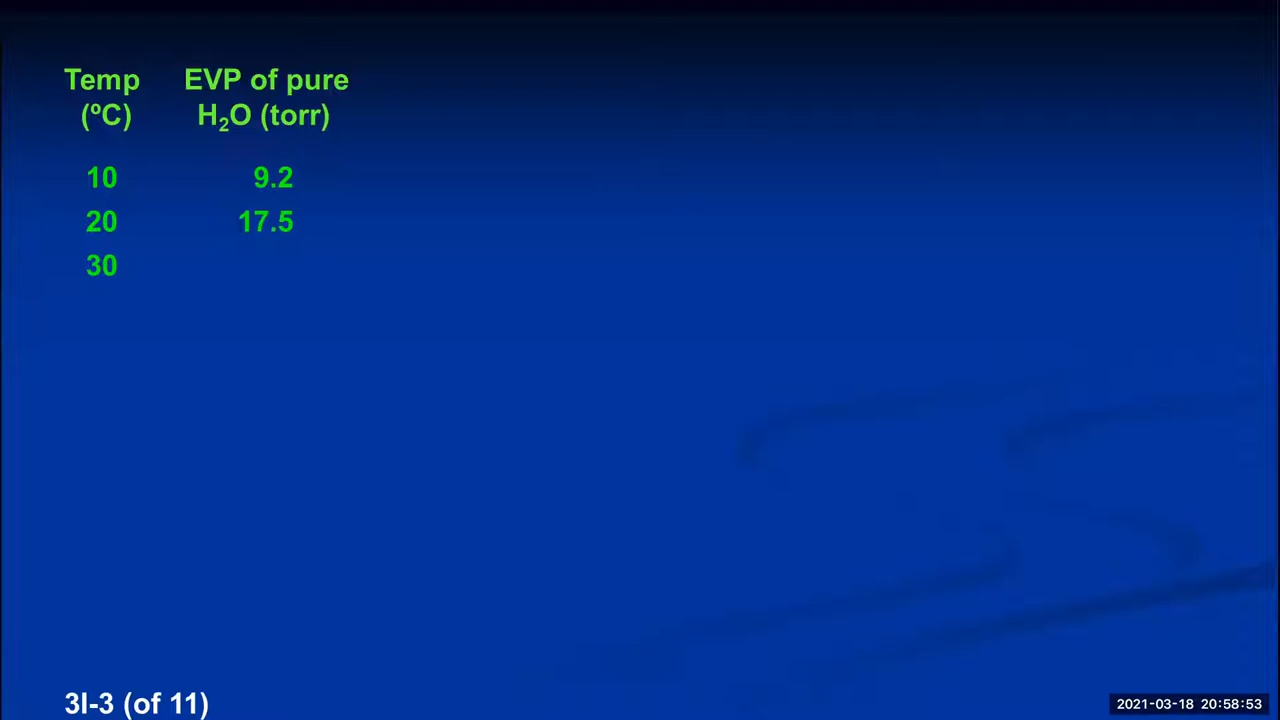 Temp EVP of pure
(ºC) H₂O (torr)
10 9.2
20 17.5
30
3I-3 (of 11)
2021-03-18 20:58:53